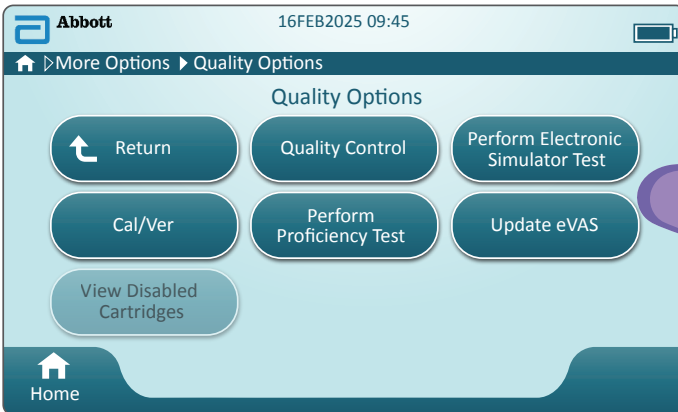 Abbott
16FEB2025 09:45
More Options Quality Options
Quality Options
Return
Quality Control
Perform Electronic
Simulator Test
Cal/Ver
Perform
Proficiency Test
Update eVAS
View Disabled
Cartridges
Home